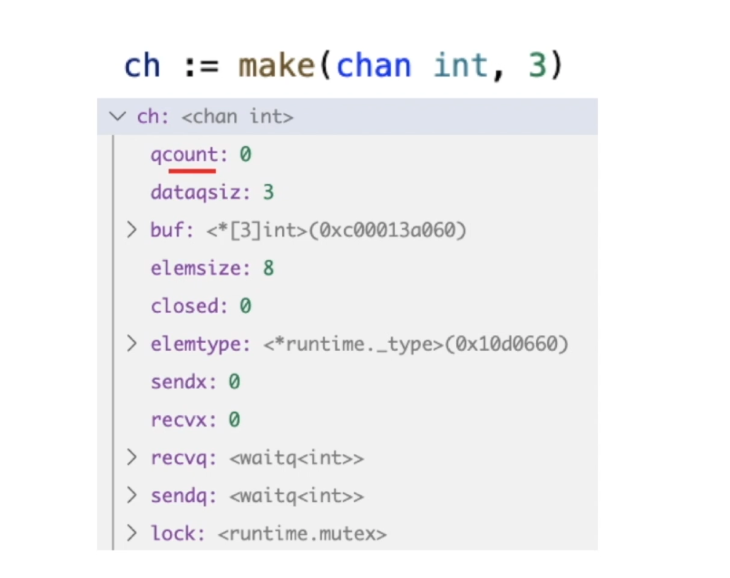 ch := make(chan int, 3)
ch: <chan int>
qcount: 0
dataqsiz: 3
buf: <*[3]int>(0xc00013a060)
elemsize: 8
closed: 0
elemtype: <*runtime._type>(0x10d0660)
sendx: 0
recvx: 0
recvq: <waitq<int>>
sendq: <waitq<int>>
lock: <runtime.mutex>